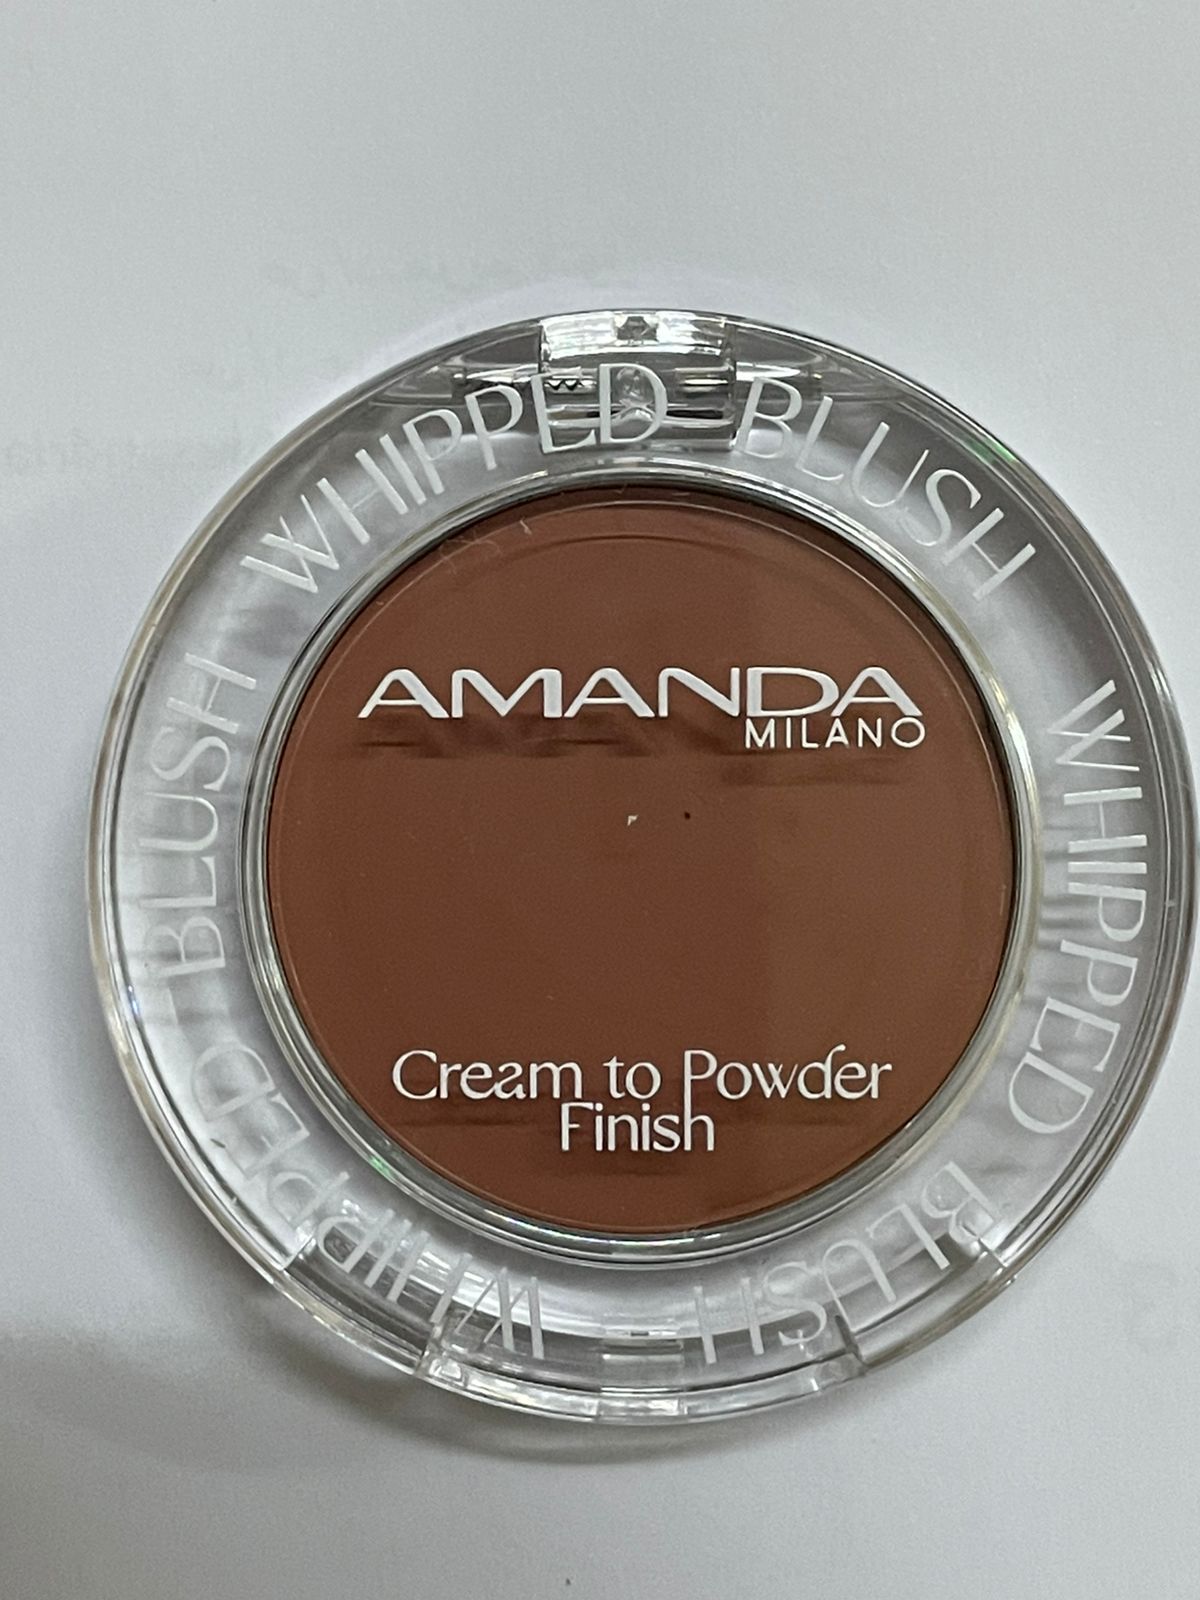 WHIPPED BLUSH WHIPPED BLUSH WHIPPED BLUSH
AMANDA
MILANO
Cream to Powder
Finish